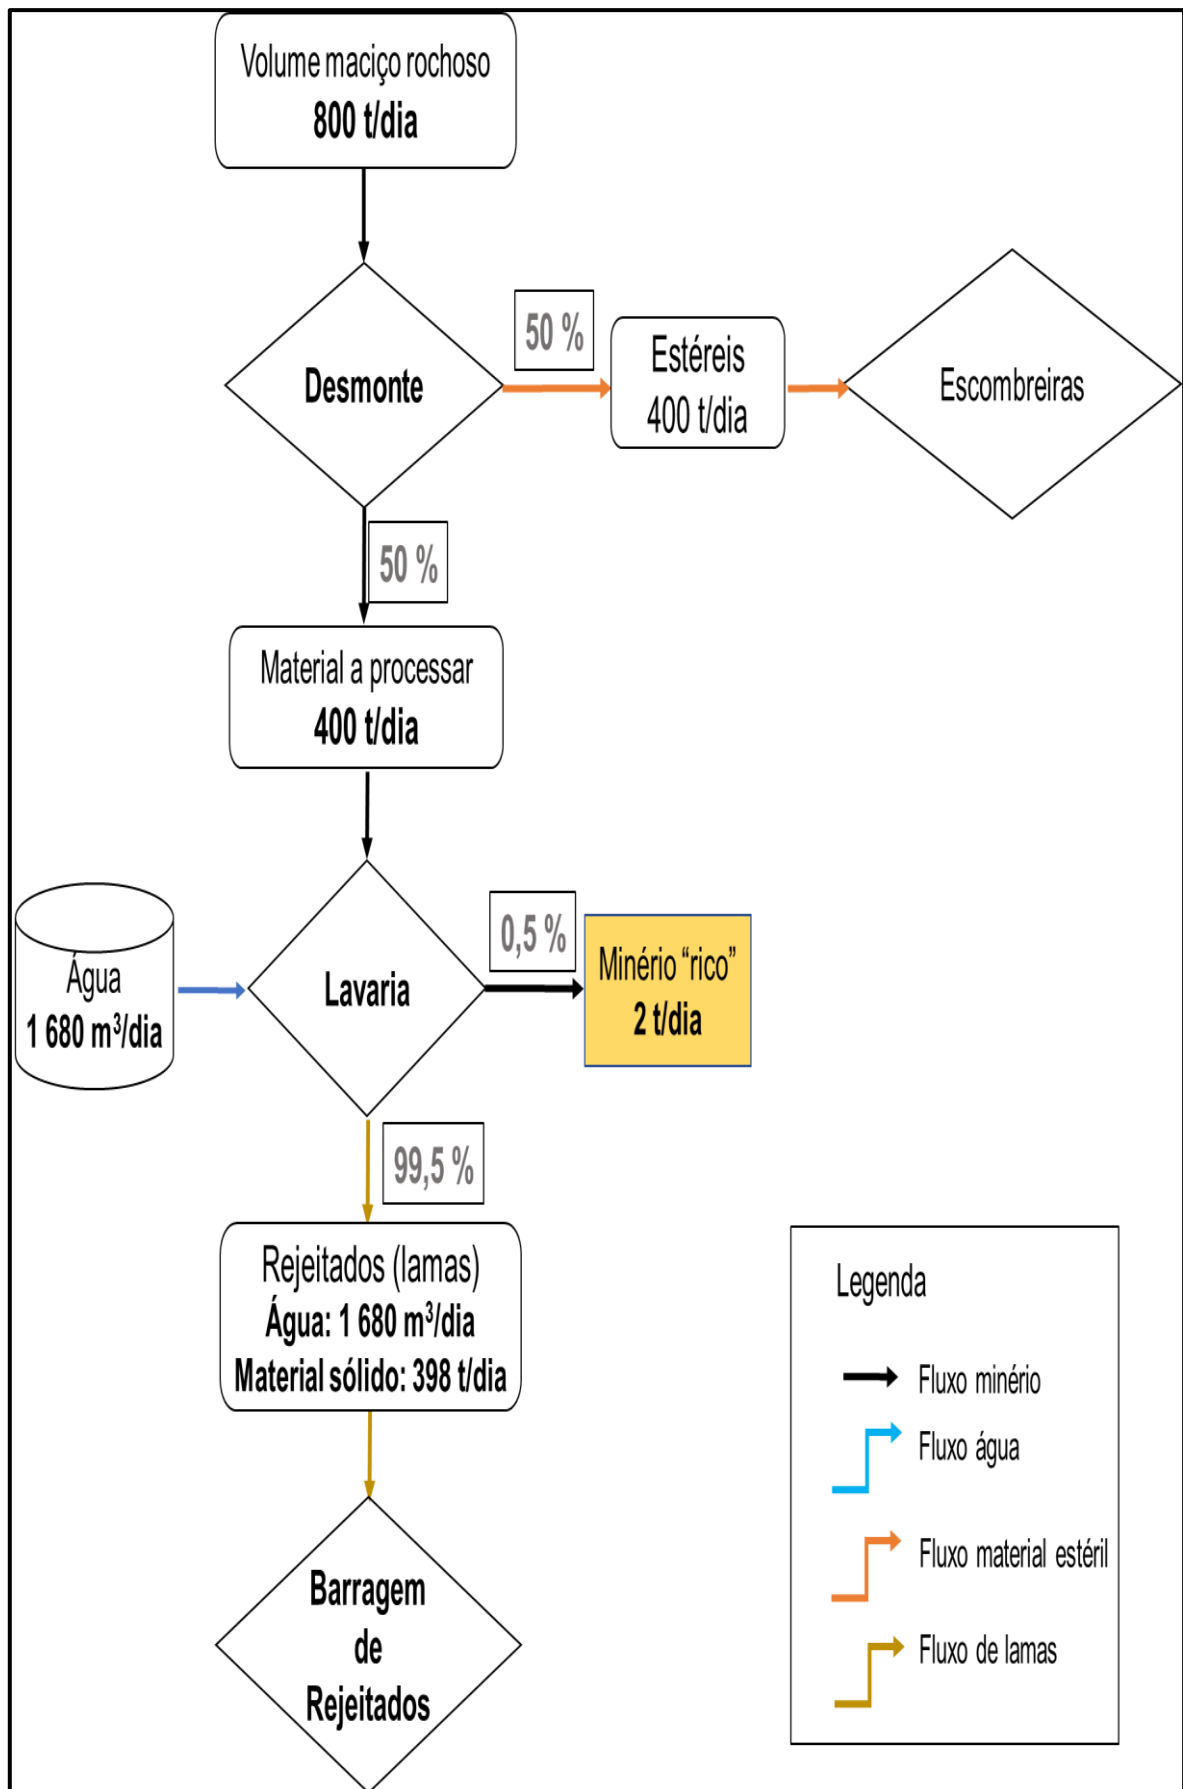 Volume maciço rochoso
800 t/dia
50 %
Desmonte
Estéreis
400 t/dia
Escombreiras
50 %
Material a processar
400 t/dia
Água
1 680 m³/dia
Lavaria
0,5 %
Minério “rico”
2 t/dia
99,5 %
Rejeitados (lamas)
Água: 1 680 m³/dia
Material sólido: 398 t/dia
Barragem
de
Rejeitados
Legenda
Fluxo minério
Fluxo água
Fluxo material estéril
Fluxo de lamas